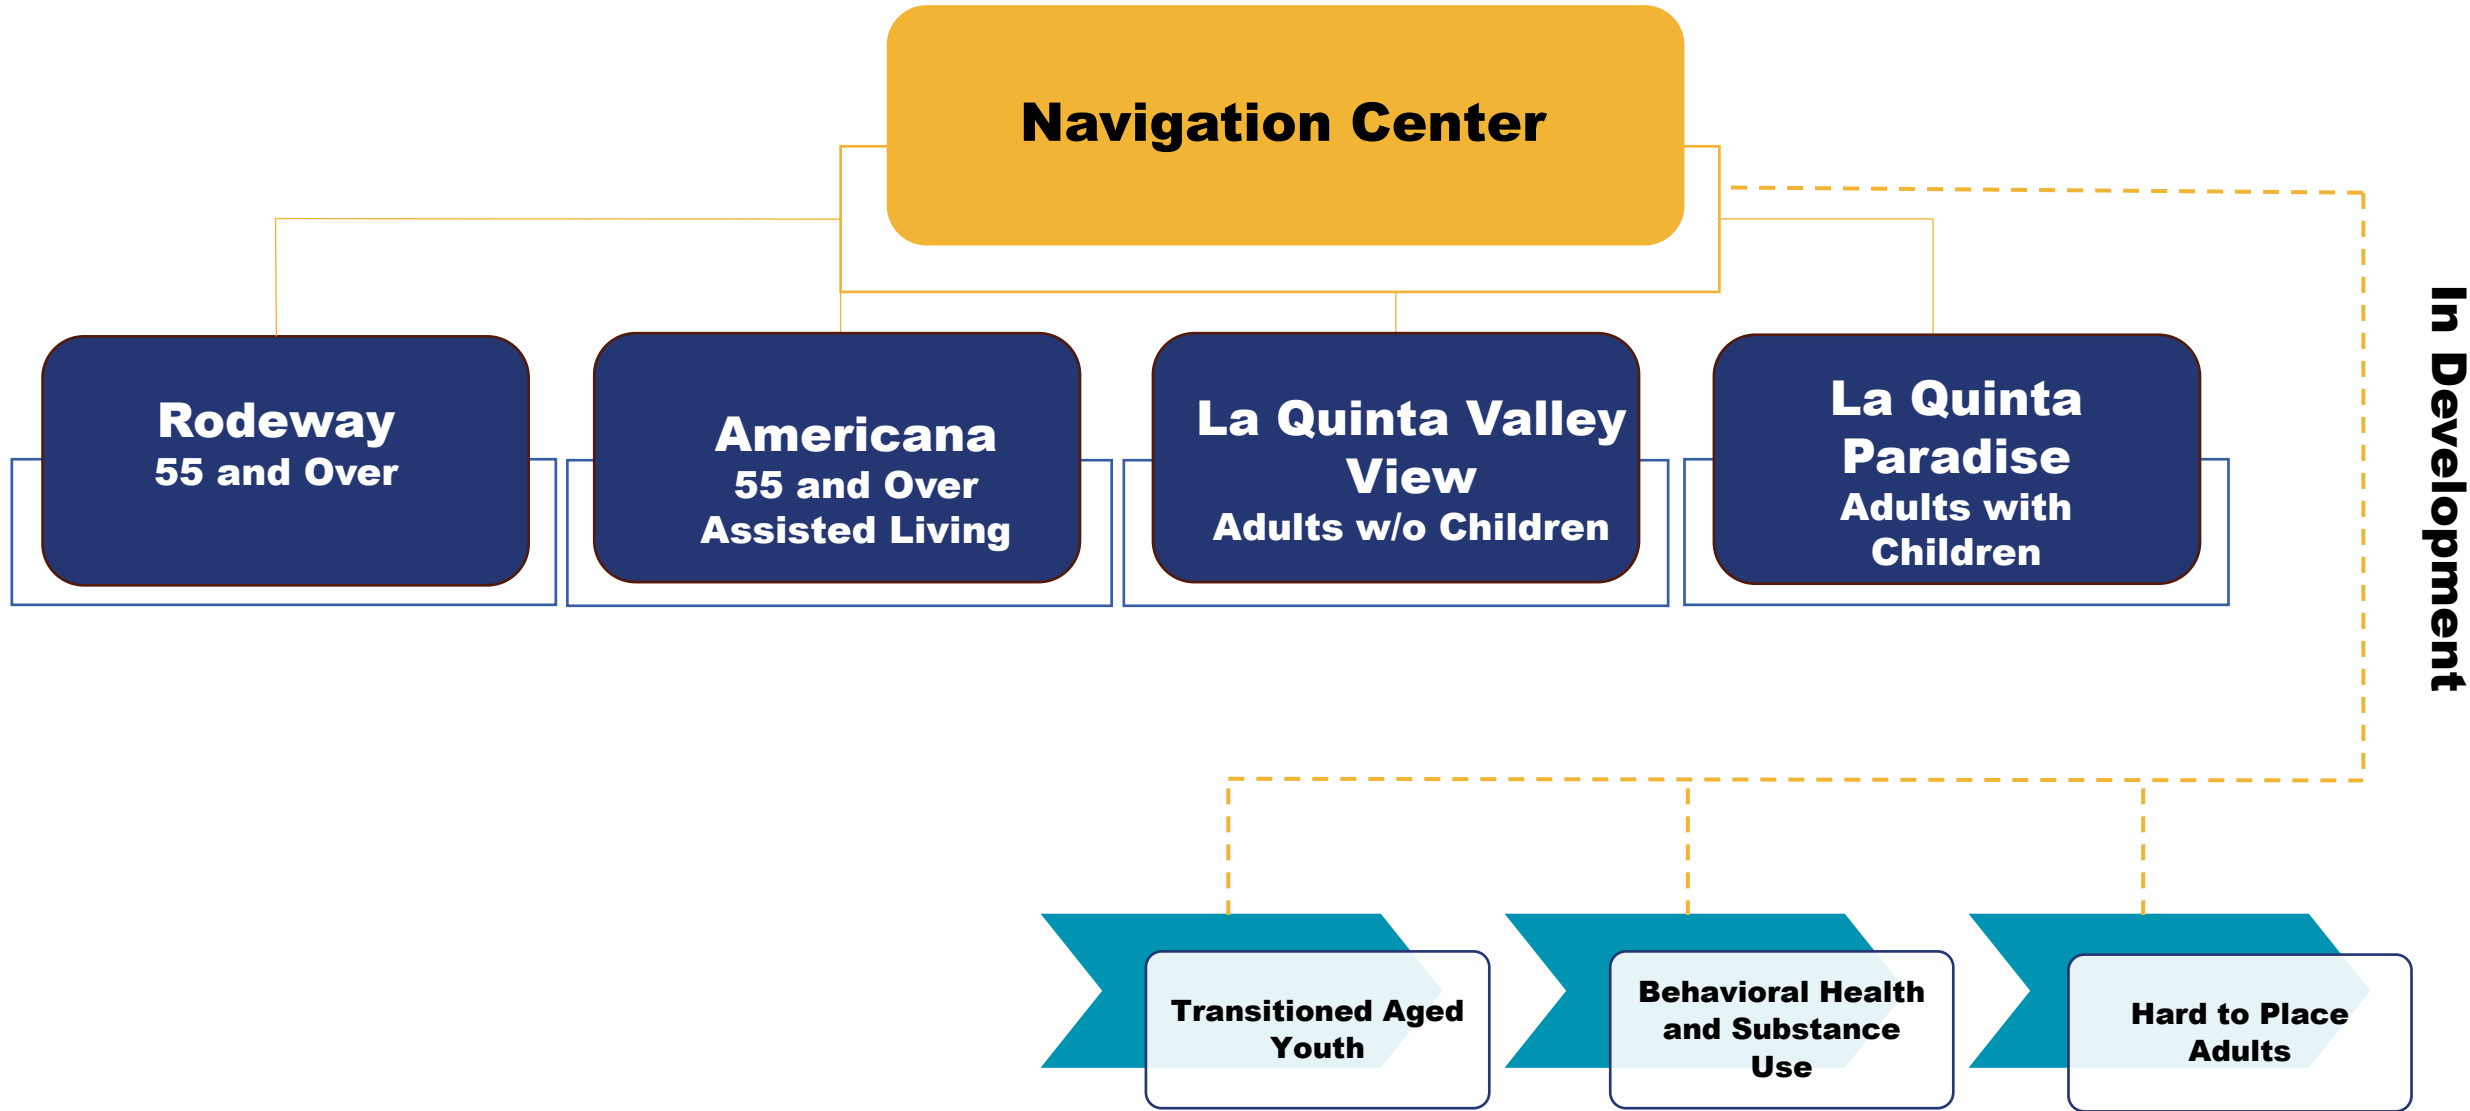 Navigation Center
Rodeway
55 and Over
Americana
55 and Over
Assisted Living
La Quinta Valley
View
Adults w/o Children
La Quinta
Paradise
Adults with
Children
In Development
Transitioned Aged
Youth
Behavioral Health
and Substance
Use
Hard to Place
Adults